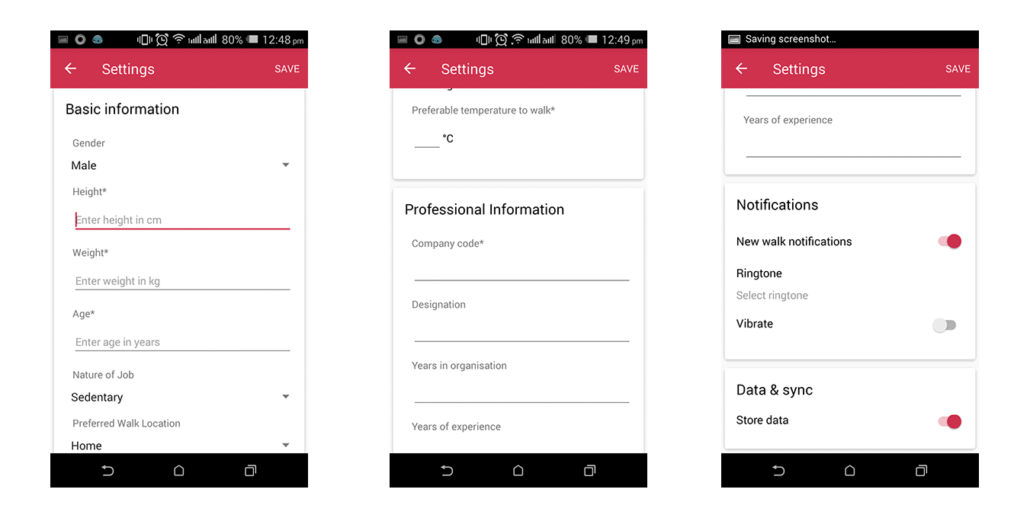 80% 12:48 pm
Settings SAVE
Basic information
Gender
Male
Height*
Enter height in cm
Weight*
Enter weight in kg
Age*
Enter age in years
Nature of Job
Sedentary
Preferred Walk Location
Home
80% 12:49 pm
Settings SAVE
Preferable temperature to walk*
°C
Professional Information
Company code*
Designation
Years in organisation
Years of experience
Saving screenshot...
Settings SAVE
Years of experience
Notifications
New walk notifications
Ringtone
Select ringtone
Vibrate
Data & sync
Store data